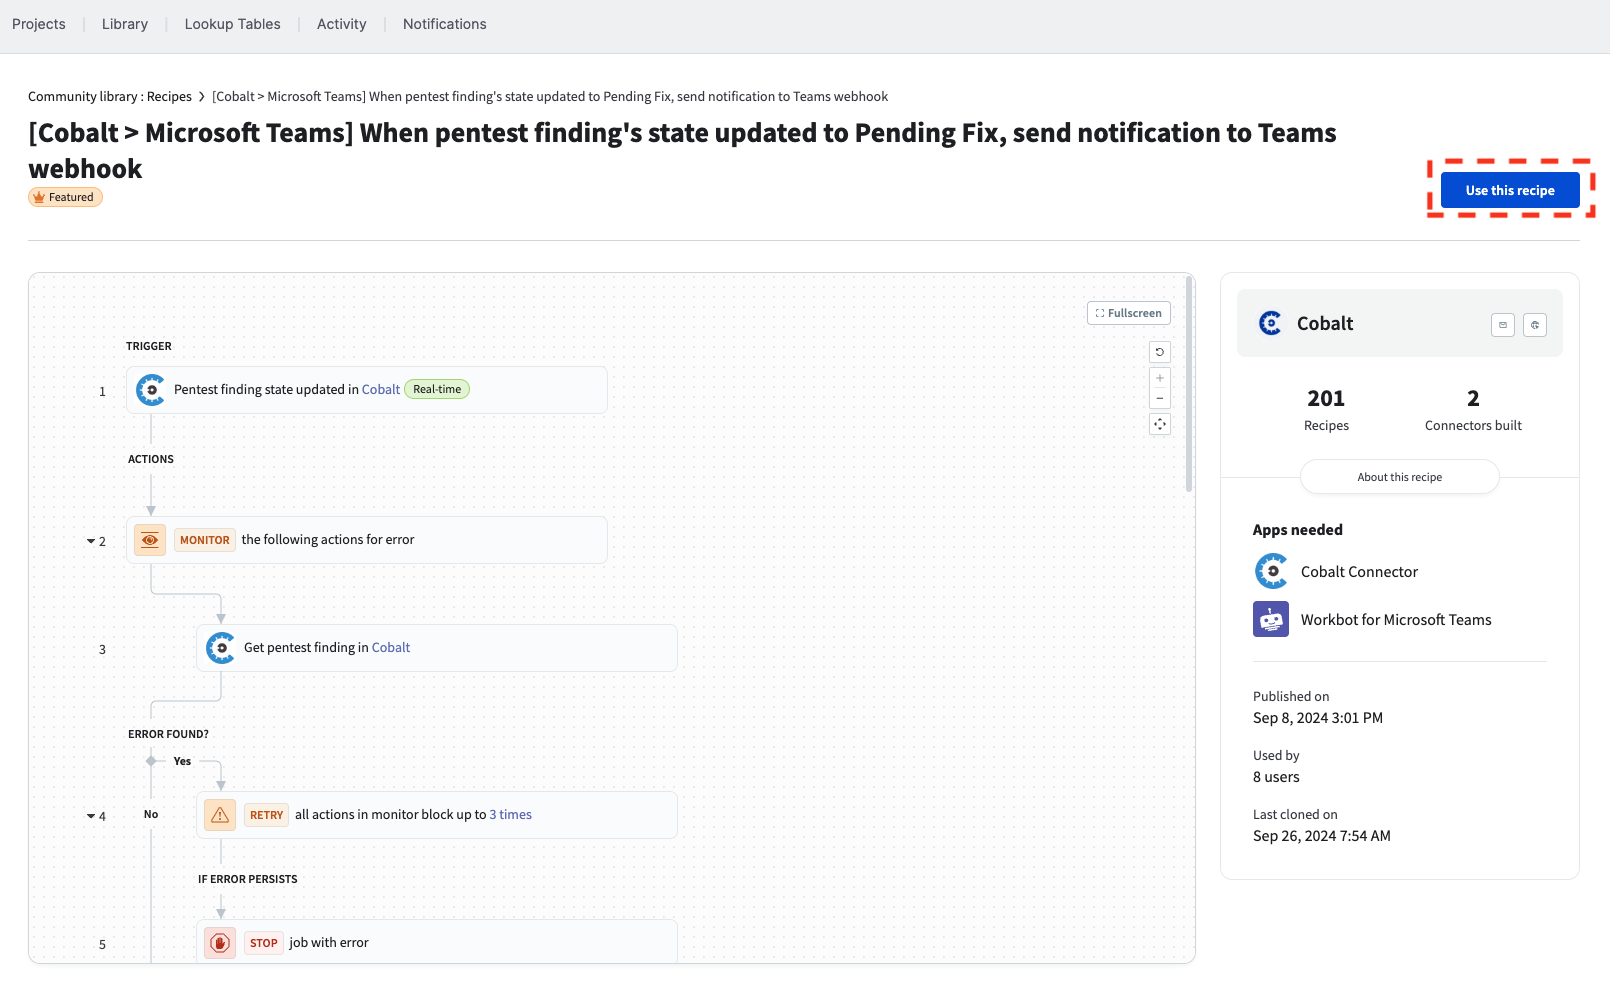 Projects
Library
Lookup Tables
Activity
Notifications
Community library : Recipes > [Cobalt > Microsoft Teams] When pentest finding's state updated to Pending Fix, send notification to Teams webhook
[Cobalt > Microsoft Teams] When pentest finding's state updated to Pending Fix, send notification to Teams
webhook
Featured
Use this recipe
Fullscreen
TRIGGER
1
Pentest finding state updated in Cobalt Real-time
ACTIONS
2
MONITOR the following actions for error
3
Get pentest finding in Cobalt
ERROR FOUND?
Yes
No
4
RETRY all actions in monitor block up to 3 times
IF ERROR PERSISTS
5
STOP job with error
Cobalt
201
Recipes
2
Connectors built
About this recipe
Apps needed
Cobalt Connector
Workbot for Microsoft Teams
Published on
Sep 8, 2024 3:01 PM
Used by
8 users
Last cloned on
Sep 26, 2024 7:54 AM